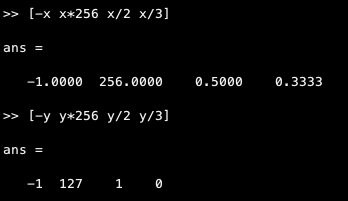 >> [-x x*256 x/2 x/3]
ans =
-1.0000 256.0000 0.5000 0.3333
>> [-y y*256 y/2 y/3]
ans =
-1 127 1 0